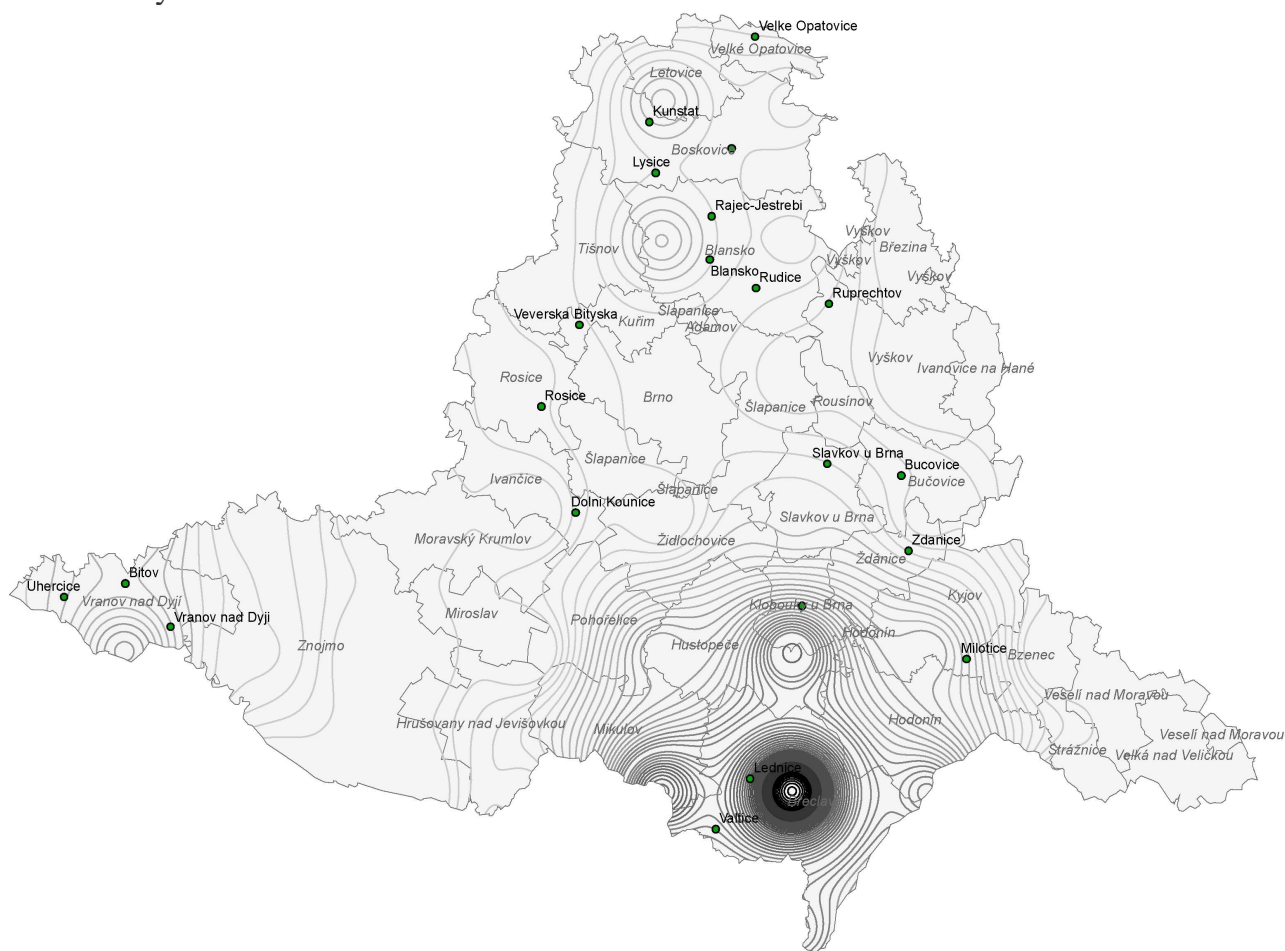 Velke Opatovice
Velké Opatovice
Letovice
Kunstat
Boskovice
Lysice
Rajec-Jestrebi
Vyškov
Tišnov
Blansko
Březina
Vyškov
Blansko
Rudice
Vyškov
Ruprechtov
Veverska Bityska
Šlapanice
Kuřim
Adamov
Vyškov
Ivanovice na Hané
Rosice
Rosice
Brno
Šlapanice
Rousínov
Slavkov u Brna
Šlapanice
Bucovice
Ivančice
Bučovice
Šlapanice
Dolni Kounice
Slavkov u Brna
Moravský Krumlov
Židlochovice
Zdanice
Ždánice
Bitov
Uhercice
Vranov nad Dyjí
Vranov nad Dyji
Kyjov
Klobouky u Brna
Miroslav
Pohořelice
Hodonín
Znojmo
Hustopeče
Milotice
Bzenec
Veselí nad Moravou
Hrušovany nad Jevišovkou
Mikulov
Hodonín
Veselí nad Moravou
Strážnice
Velká nad Veličkou
Lednice
Břeclav
Valtice